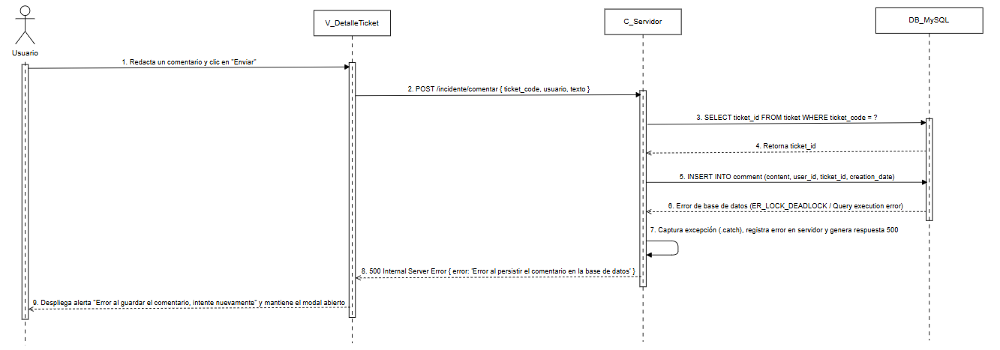 V_DetalleTicket
C_Servidor
DB_MySQL
Usuario
1. Redacta un comentario y clic en "Enviar"
2. POST /incidente/comentar { ticket_code, usuario, texto }
3. SELECT ticket_id FROM ticket WHERE ticket_code = ?
4. Retorna ticket_id
5. INSERT INTO comment (content, user_id, ticket_id, creation_date)
6. Error de base de datos (ER_LOCK_DEADLOCK / Query execution error)
7. Captura excepción (.catch), registra error en servidor y genera respuesta 500
8. 500 Internal Server Error { error: 'Error al persistir el comentario en la base de datos' }
9. Despliega alerta "Error al guardar el comentario, intente nuevamente" y mantiene el modal abierto